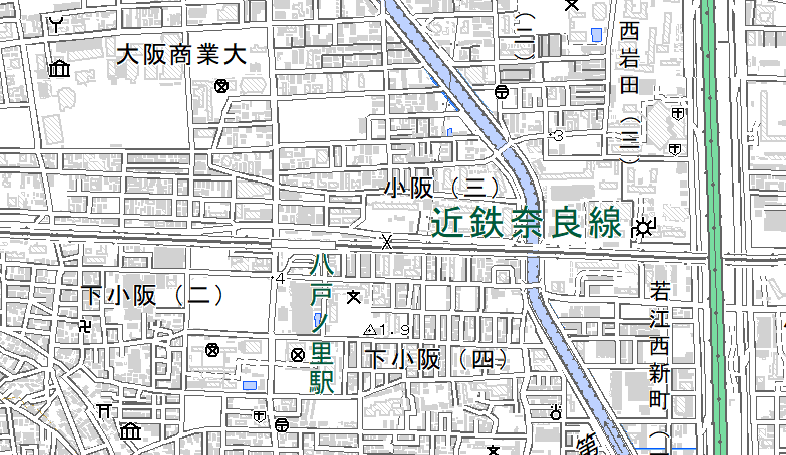 大阪商業大
(二)
西岩田(三)
・3
小阪(三)
近鉄奈良線
・4
八戸ノ里駅
下小阪(二)
1.9
下小阪(四)
若江西新町(
第